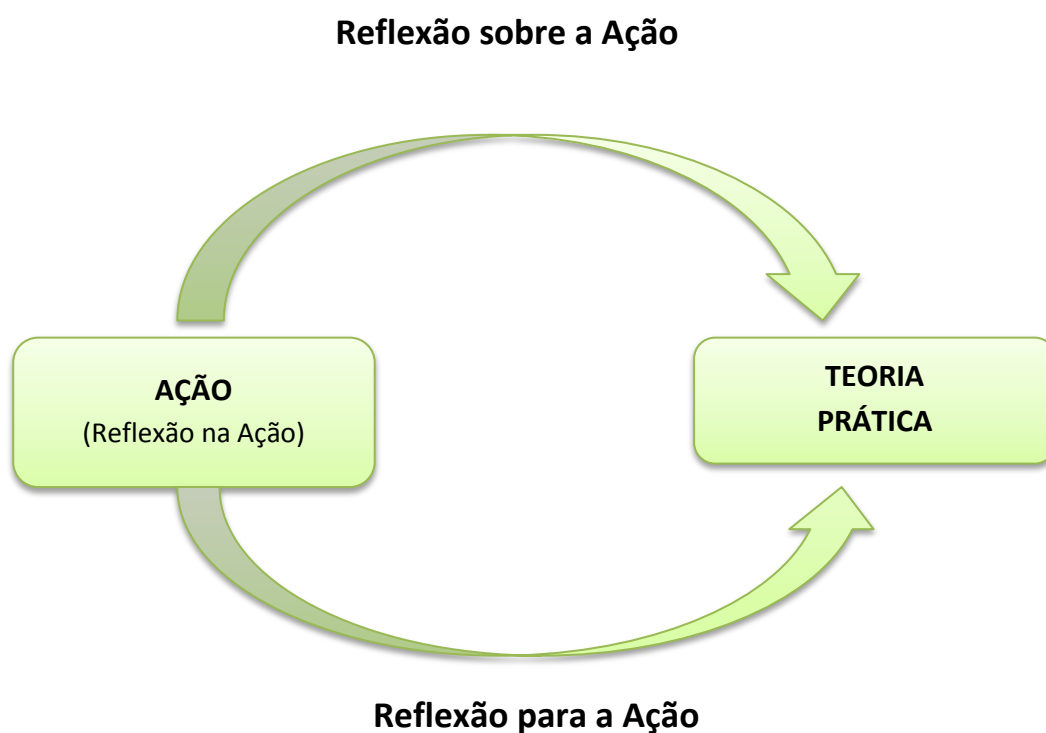 Reflexão sobre a Ação
AÇÃO
(Reflexão na Ação)
TEORIA
PRÁTICA
Reflexão para a Ação